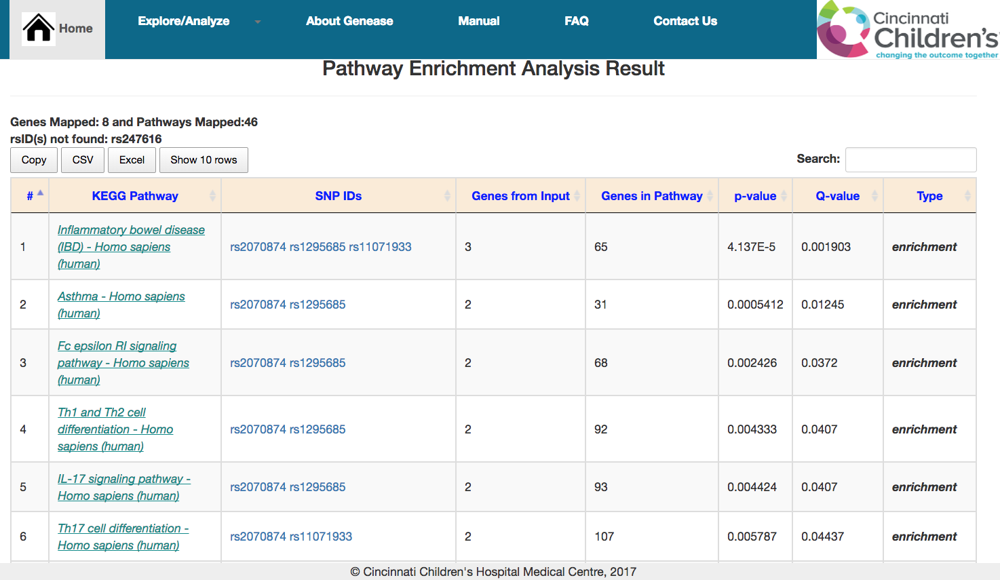 Home
Explore/Analyze
About Genease
Manual
FAQ
Contact Us
Cincinnati
Children's
changing the outcome together
Pathway Enrichment Analysis Result
Genes Mapped: 8 and Pathways Mapped:46
rsID(s) not found: rs247616
Copy CSV Excel Show 10 rows
Search:
# KEGG Pathway SNP IDs Genes from Input Genes in Pathway p-value Q-value Type
1
Inflammatory bowel disease
(IBD) - Homo sapiens
(human)
rs2070874 rs1295685 rs11071933
3
65
4.137E-5
0.001903
enrichment
2
Asthma - Homo sapiens
(human)
rs2070874 rs1295685
2
31
0.0005412
0.01245
enrichment
3
Fc epsilon RI signaling
pathway - Homo sapiens
(human)
rs2070874 rs1295685
2
68
0.002426
0.0372
enrichment
4
Th1 and Th2 cell
differentiation - Homo
sapiens (human)
rs2070874 rs1295685
2
92
0.004333
0.0407
enrichment
5
IL-17 signaling pathway -
Homo sapiens (human)
rs2070874 rs1295685
2
93
0.004424
0.0407
enrichment
6
Th17 cell differentiation -
Homo sapiens (human)
rs2070874 rs11071933
2
107
0.005787
0.04437
enrichment
© Cincinnati Children's Hospital Medical Centre, 2017